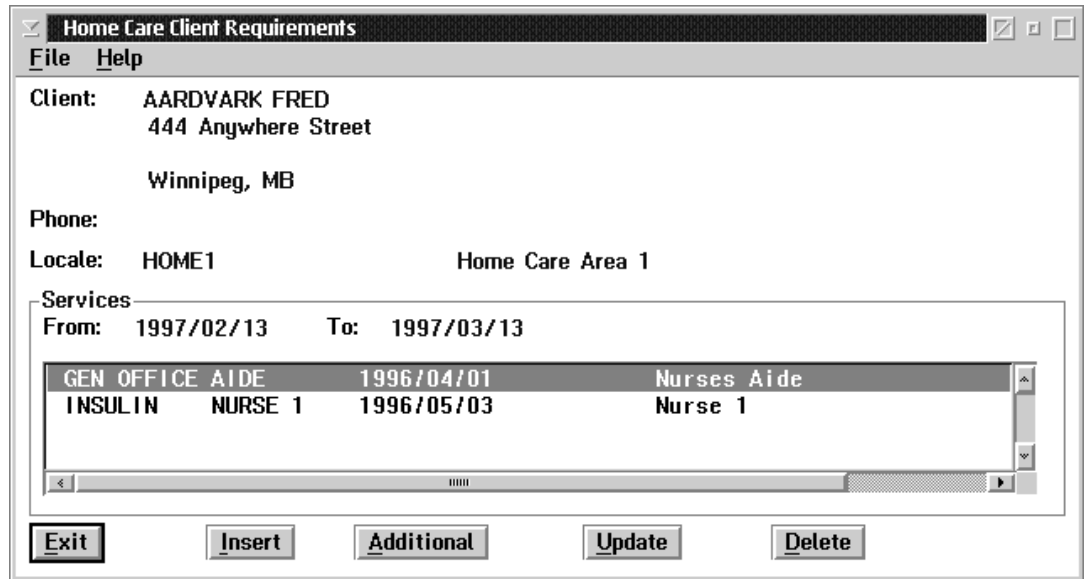 Home Care Client Requirements
File Help
Client: AARDVARK FRED
444 Anywhere Street
Winnipeg, MB
Phone:
Locale: HOME1 Home Care Area 1
Services
From: 1997/02/13 To: 1997/03/13
GEN OFFICE AIDE 1996/04/01 Nurses Aide
INSULIN NURSE 1 1996/05/03 Nurse 1
Exit Insert Additional Update Delete